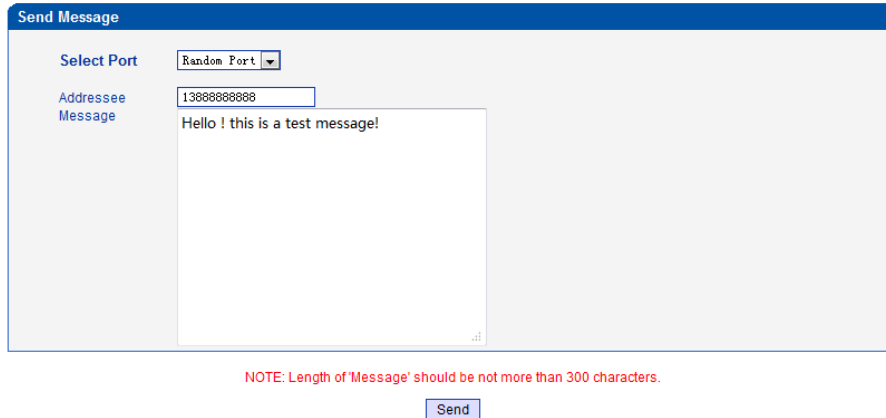 Send Message
Select Port Random Port
Addressee 13888888888
Message Hello ! this is a test message!
NOTE: Length of 'Message' should be not more than 300 characters.
Send